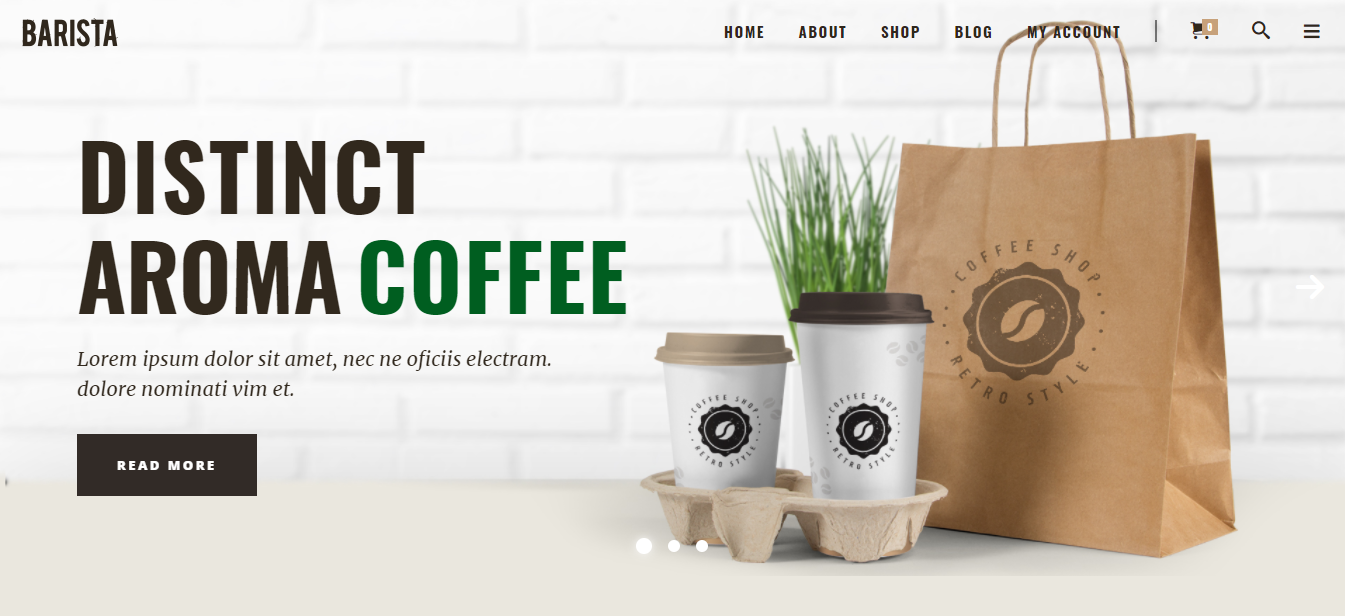 BARISTA
HOME ABOUT SHOP BLOG MY ACCOUNT
0
DISTINCT
AROMA COFFEE
Lorem ipsum dolor sit amet, nec ne oficiis electram.
dolore nominati vim et.
READ MORE
COFFEE SHOP
RETRO STYLE
COFFEE SHOP
RETRO STYLE
COFFEE SHOP
RETRO STYLE